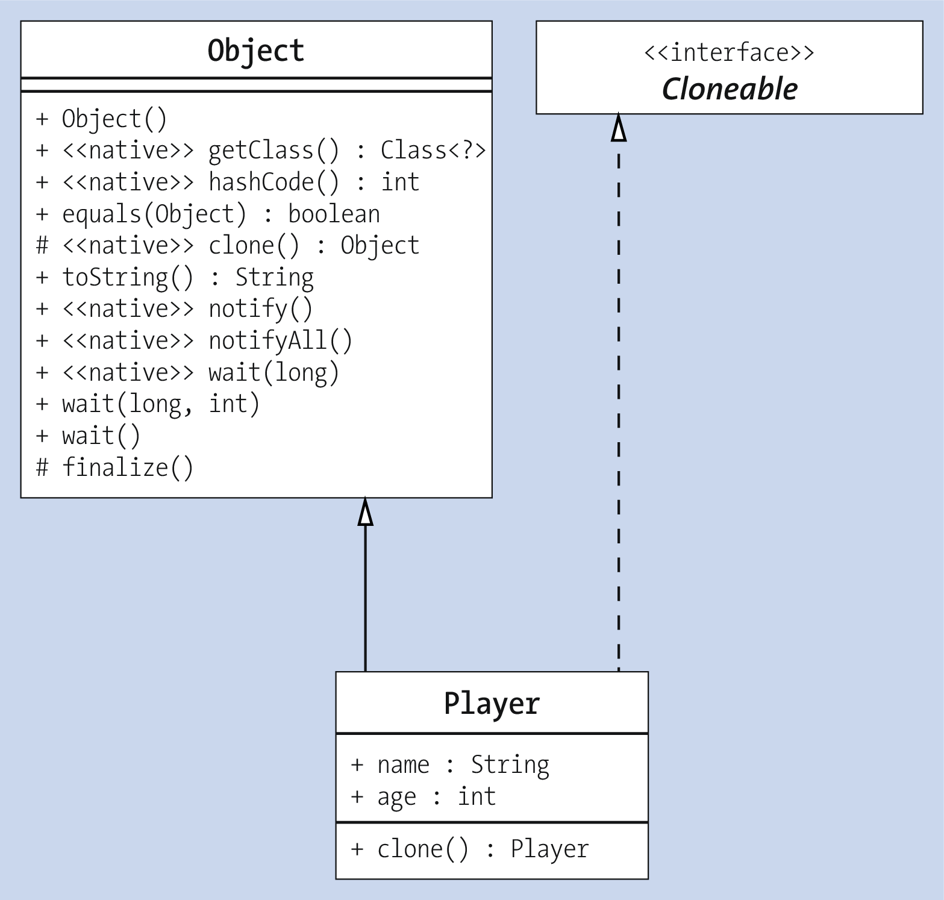 Object
+ Object()
+ <<native>> getClass() : Class<?>
+ <<native>> hashCode() : int
+ equals(Object) : boolean
# <<native>> clone() : Object
+ toString() : String
+ <<native>> notify()
+ <<native>> notifyAll()
+ <<native>> wait(long)
+ wait(long, int)
+ wait()
# finalize()
<<interface>>
Cloneable
Player
+ name : String
+ age : int
+ clone() : Player